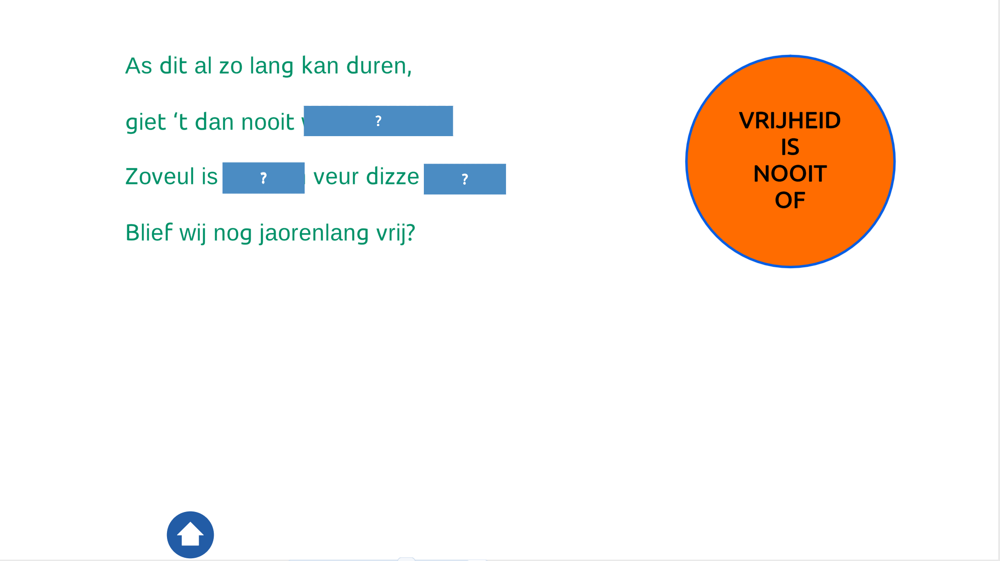 As dit al zo lang kan duren,
giet ‘t dan nooit ?
Zoveul is ? veur dizze ?
Blief wij nog jaorenlang vrij?
VRIJHEID
IS
NOOIT
OF